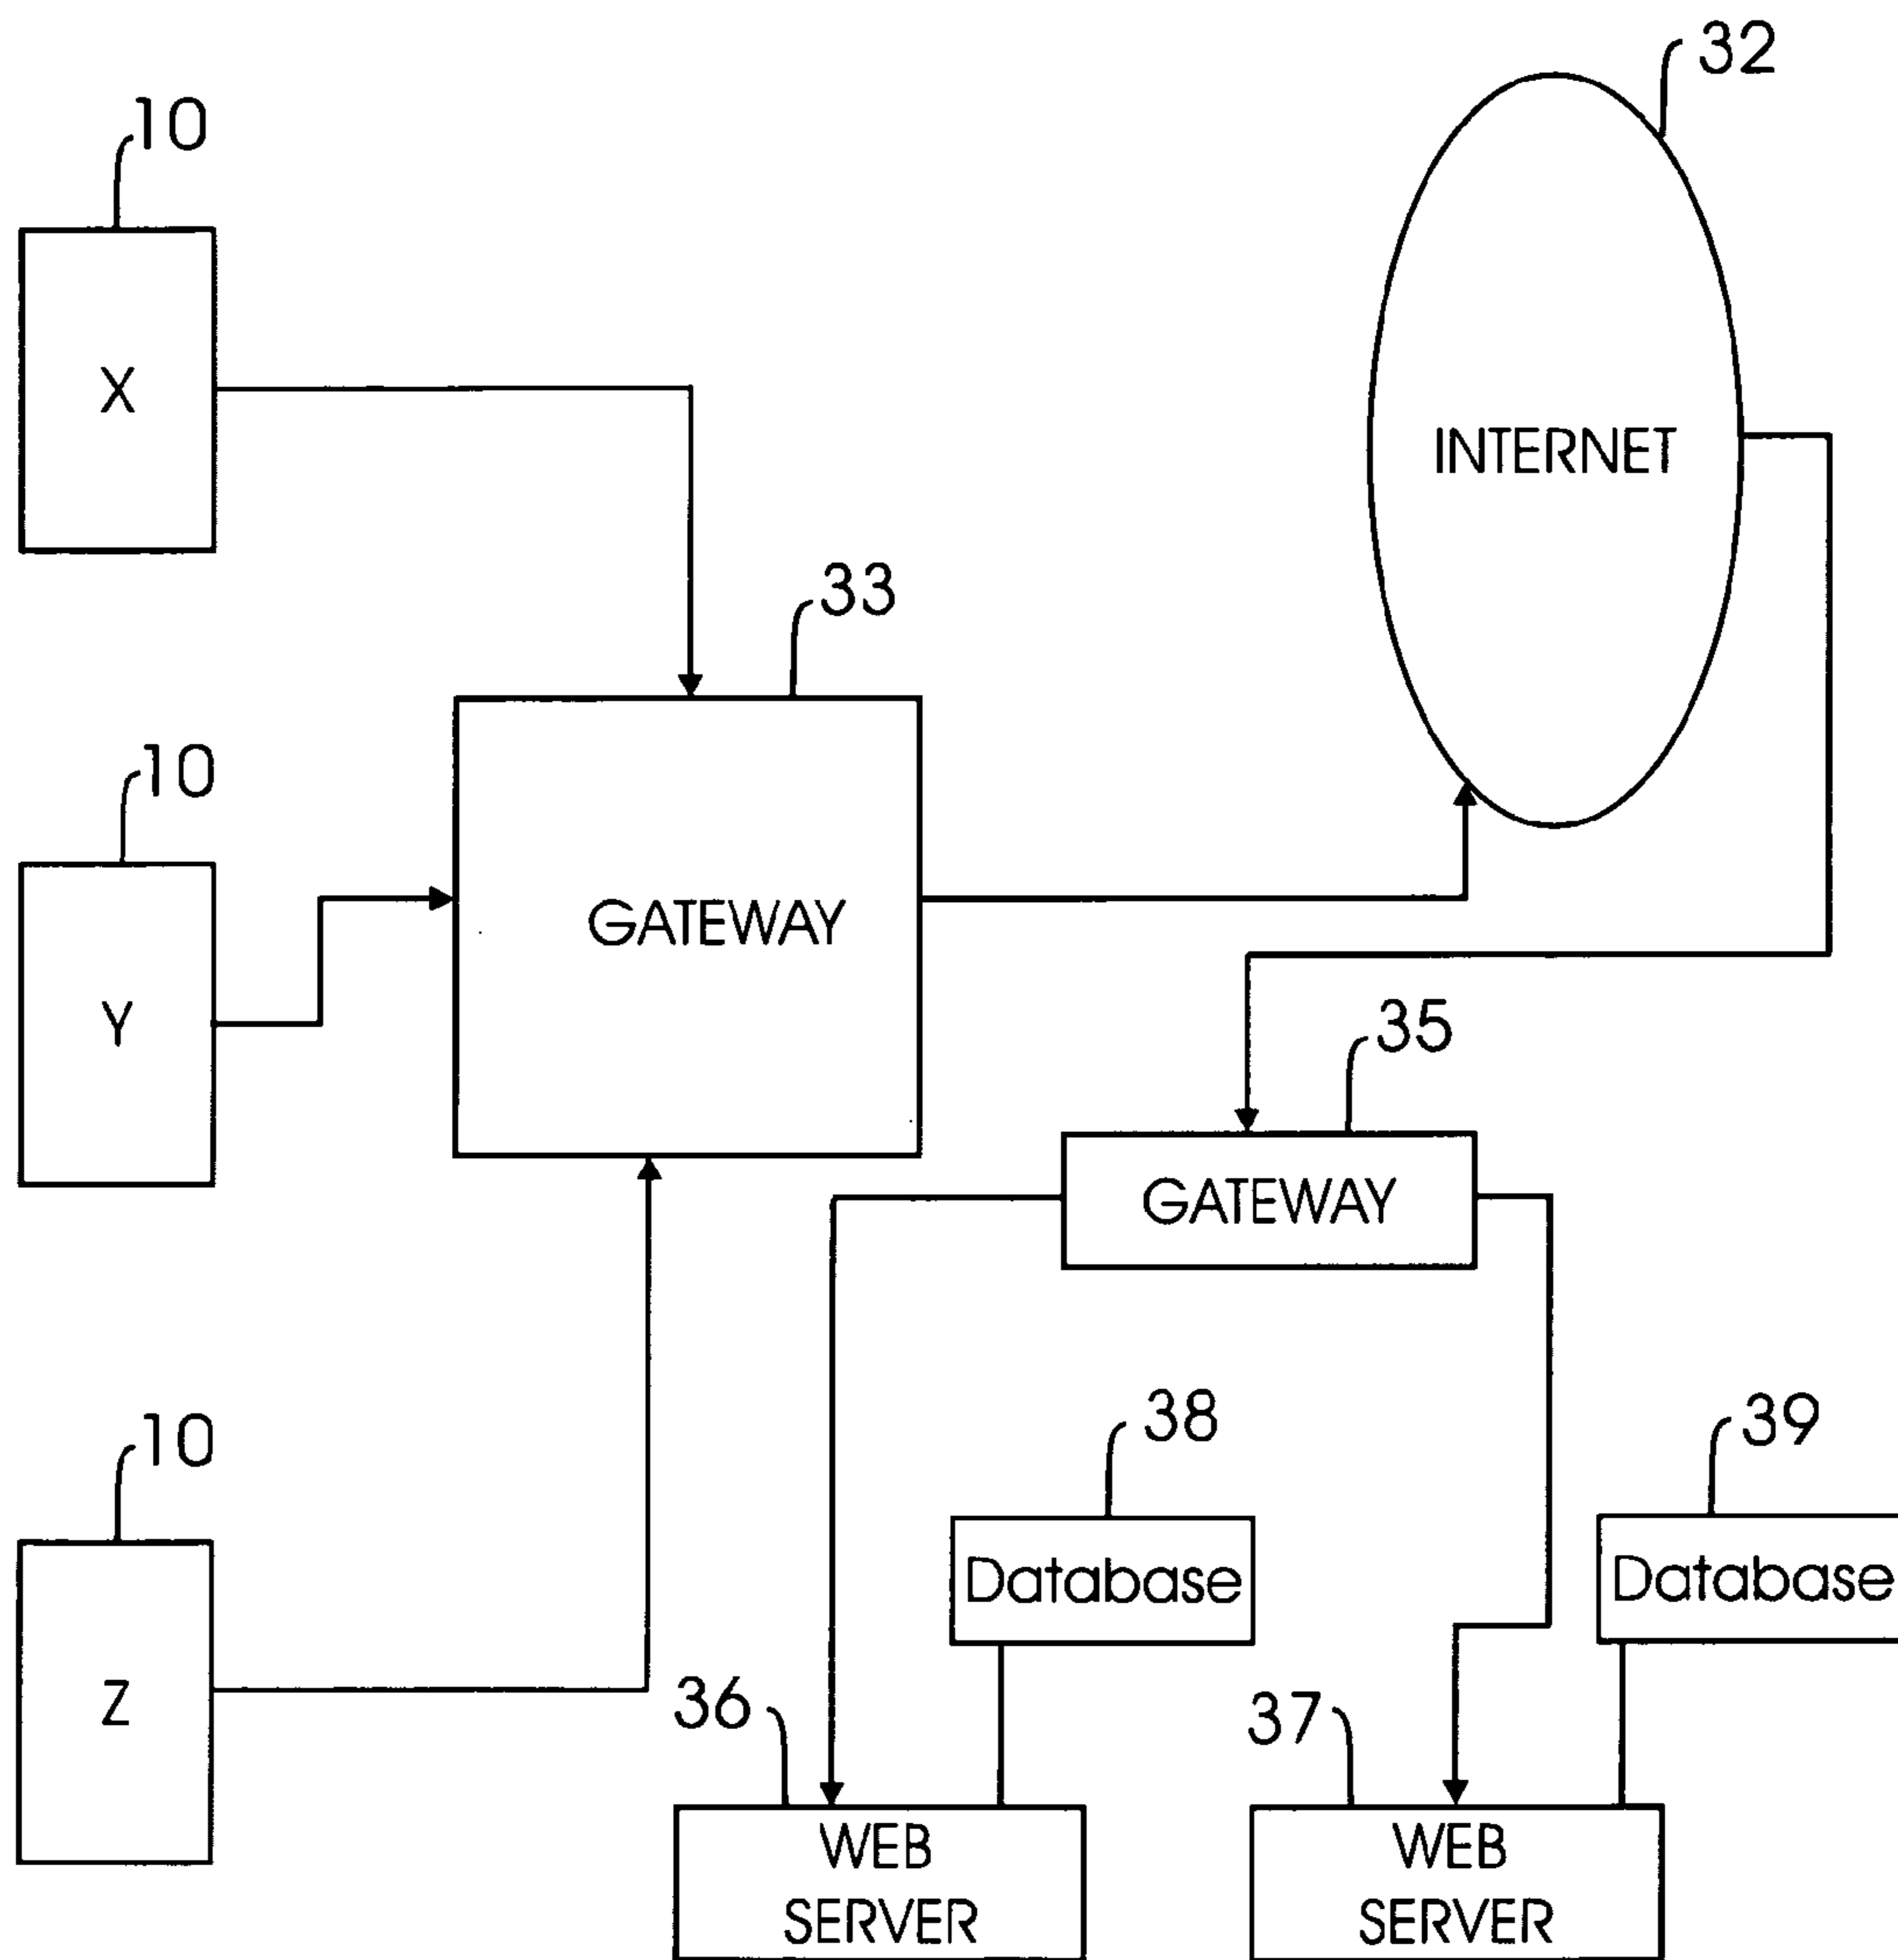 32
10
X
INTERNET
33
10
GATEWAY
Y
35
GATEWAY
38
39
10
Database
Database
Z
36
37
WEB
SERVER
WEB
SERVER